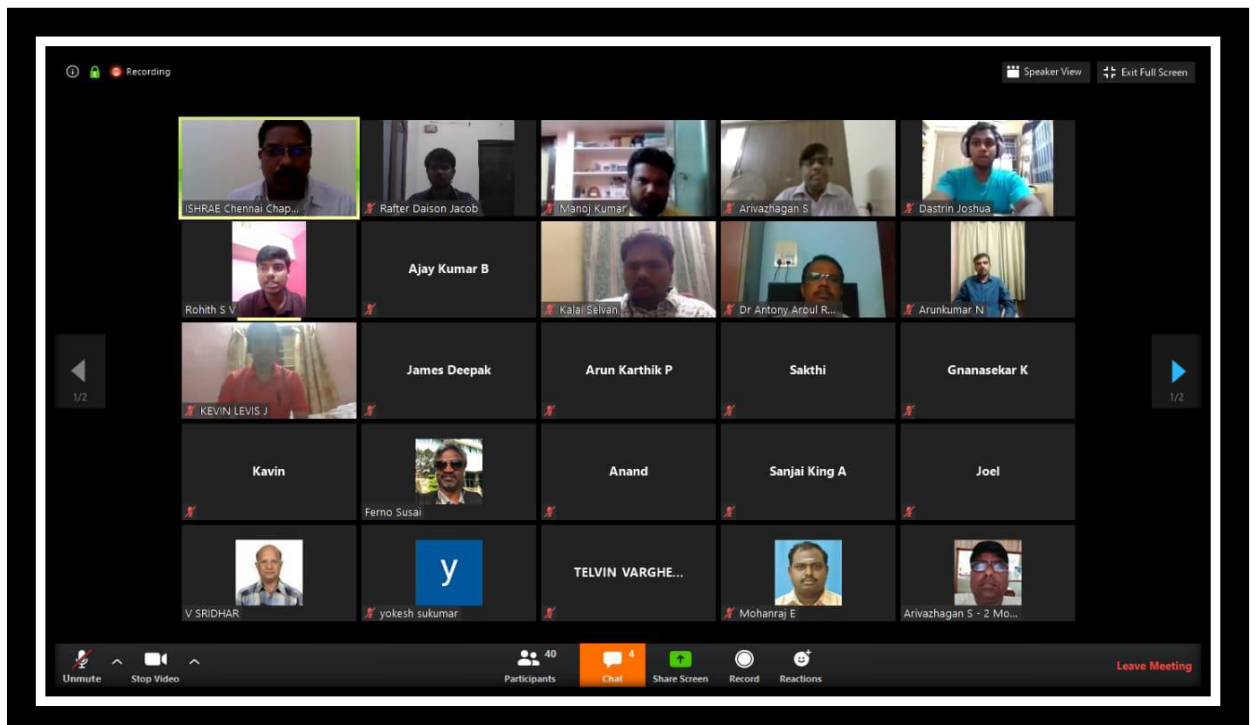 Recording
Speaker View
Exit Full Screen
ISHRAE Chennai Chap...
Rafter Daison Jacob
Manoj Kumar
Arivazhagan S
Dastrin Joshua
Rohith S V
Ajay Kumar B
Kalai Selvan
Dr Antony Aroul R...
Arunkumar N
KEVIN LEVIS J
James Deepak
Arun Karthik P
Sakthi
Gnanasekar K
1/2
1/2
Kavin
Ferno Susai
Anand
Sanjai King A
Joel
V SRIDHAR
y
yokesh sukumar
TELVIN VARGHE...
Mohanraj E
Arivazhagan S - 2 Mo...
Unmute
Stop Video
40
Participants
4
Chat
Share Screen
Record
Reactions
Leave Meeting